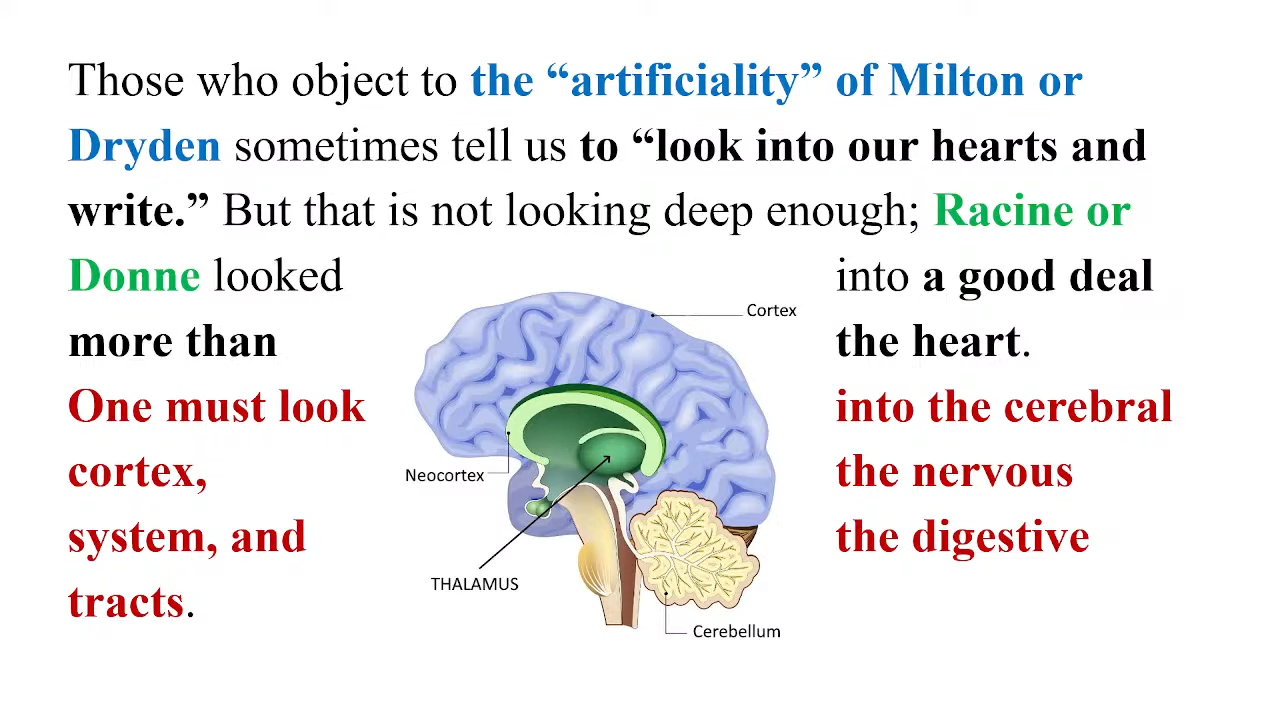 Those who object to the “artificiality” of Milton or
Dryden sometimes tell us to “look into our hearts and
write.” But that is not looking deep enough; Racine or
Donne looked into a good deal
more than the heart.
One must look into the cerebral
cortex, the nervous
system, and the digestive
tracts.
Cortex
Neocortex
THALAMUS
Cerebellum